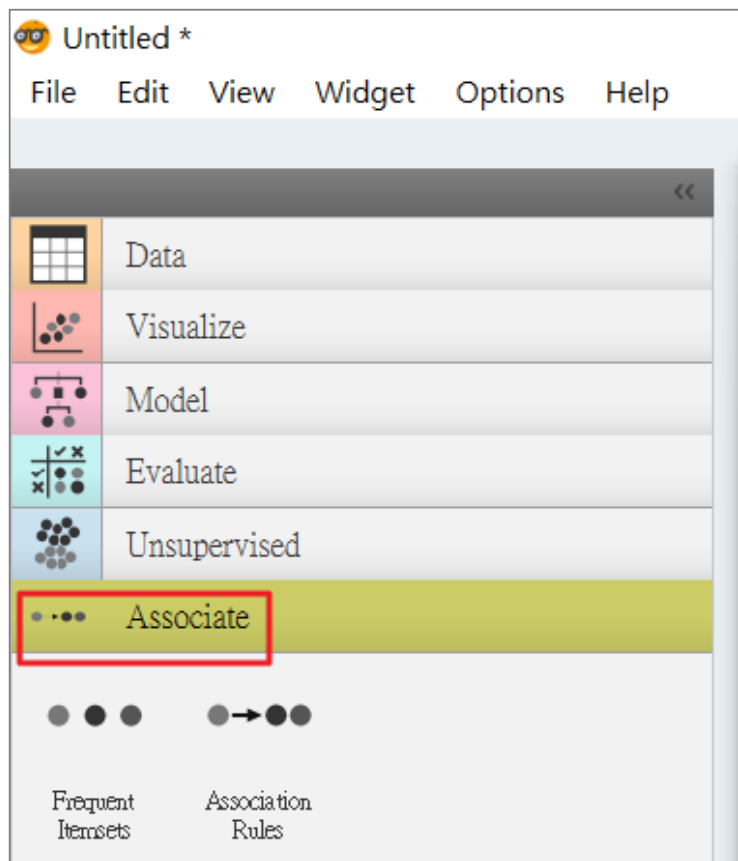 Untitled *
File Edit View Widget Options Help
Data
Visualize
Model
Evaluate
Unsupervised
Associate
Frequent
Itemsets
Association
Rules